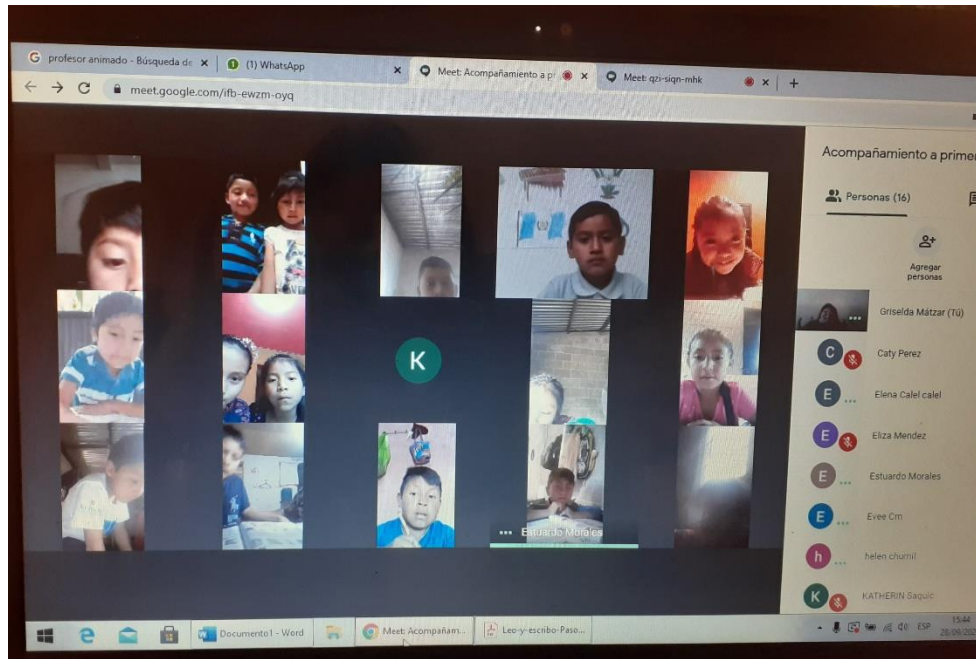 profesor animado - Búsqueda de
(1) WhatsApp
Meet: Acompañamiento a pr
Meet: qzi-siqn-mhk
meet.google.com/ifb-ewzm-oyq
Acompañamiento a primer
Personas (16)
Agregar
personas
Griselda Mátzar (Tú)
C
Caty Perez
E
Elena Calel calel
E
Eliza Mendez
E
Estuardo Morales
E
Evee Cm
h
helen churnil
K
KATHERIN Saquic
K
Estuardo Morales
Documento1 - Word
Meet: Acompañam...
Leo-y-escribo-Paso...
ESP
15:44